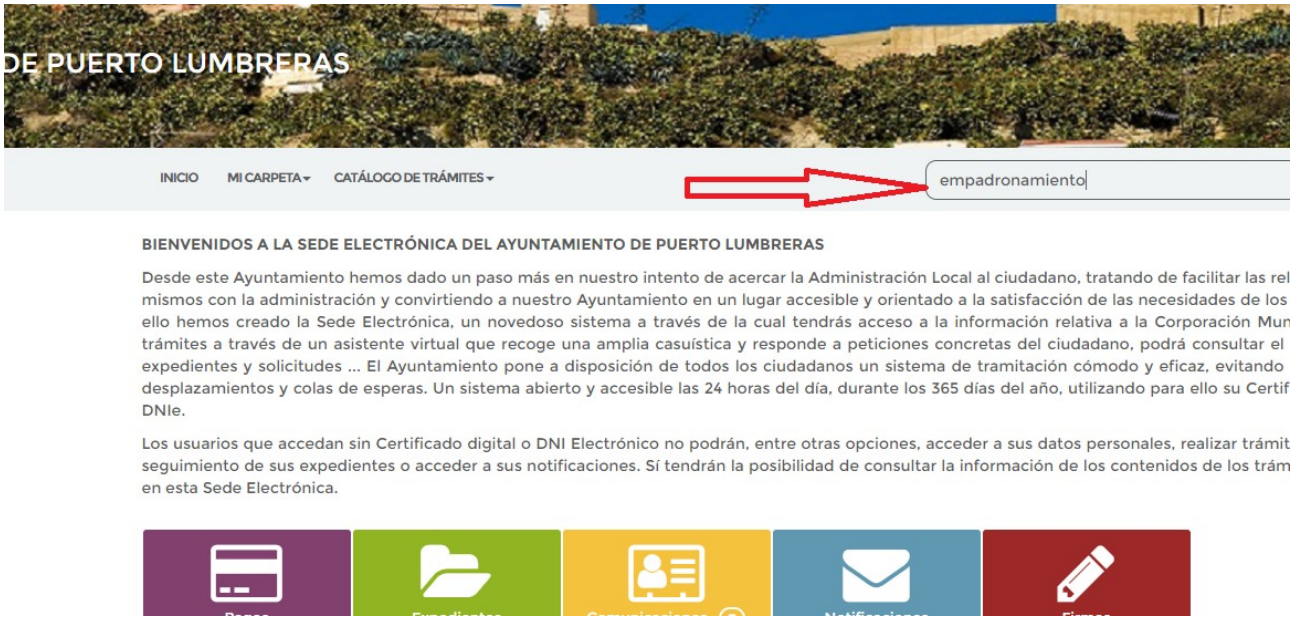 DE PUERTO LUMBRERAS
INICIO MI CARPETA CATÁLOGO DE TRÁMITES
empadronamiento
BIENVENIDOS A LA SEDE ELECTRÓNICA DEL AYUNTAMIENTO DE PUERTO LUMBRERAS
Desde este Ayuntamiento hemos dado un paso más en nuestro intento de acercar la Administración Local al ciudadano, tratando de facilitar las rel
mismos con la administración y convirtiendo a nuestro Ayuntamiento en un lugar accesible y orientado a la satisfacción de las necesidades de los
ello hemos creado la Sede Electrónica, un novedoso sistema a través de la cual tendrás acceso a la información relativa a la Corporación Mun
trámites a través de un asistente virtual que recoge una amplia casuística y responde a peticiones concretas del ciudadano, podrá consultar el
expedientes y solicitudes ... El Ayuntamiento pone a disposición de todos los ciudadanos un sistema de tramitación cómodo y eficaz, evitando
desplazamientos y colas de esperas. Un sistema abierto y accesible las 24 horas del día, durante los 365 días del año, utilizando para ello su Certif
DNIe.
Los usuarios que accedan sin Certificado digital o DNI Electrónico no podrán, entre otras opciones, acceder a sus datos personales, realizar trámit
seguimiento de sus expedientes o acceder a sus notificaciones. Sí tendrán la posibilidad de consultar la información de los contenidos de los trám
en esta Sede Electrónica.
Pagos Expedientes Comunicaciones Notificaciones Firmas